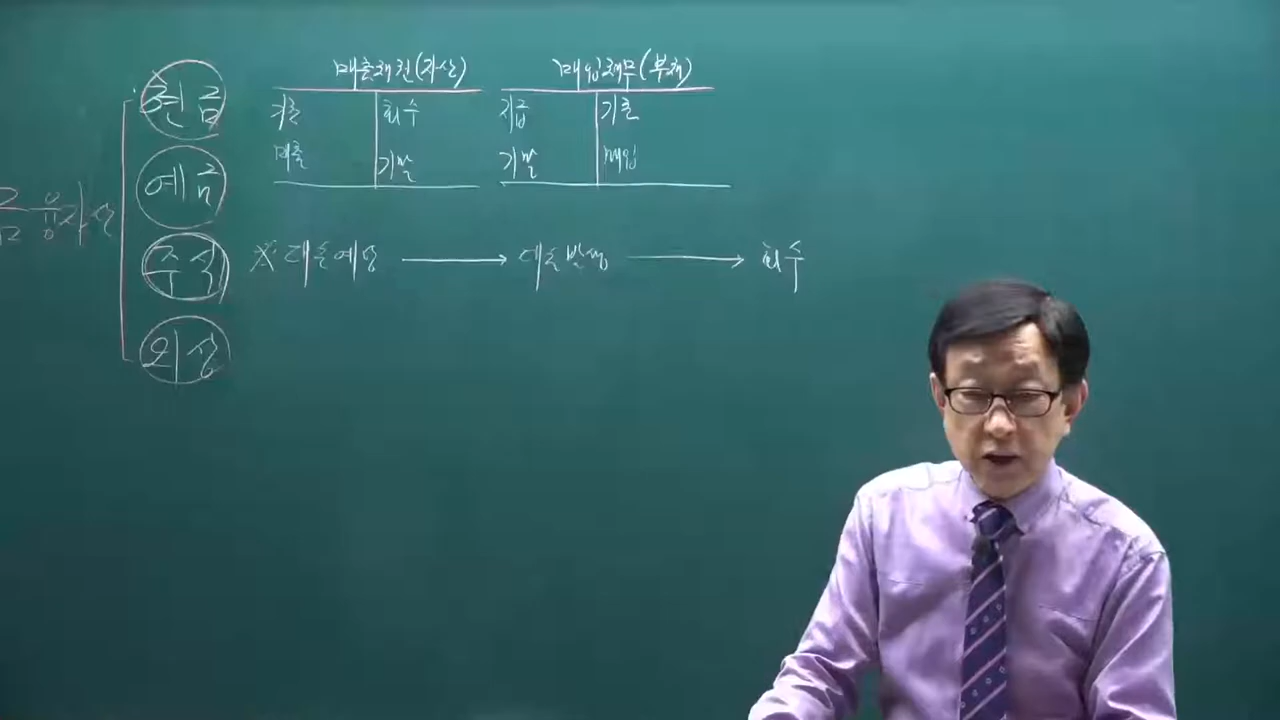 매출채권(자산)
기초 회수
매출 기말
매입채무(부채)
지급 기초
기말 매입
금융자산
현금
예금
주식
외상
※ 대손예상 → 대손발생 → 회수